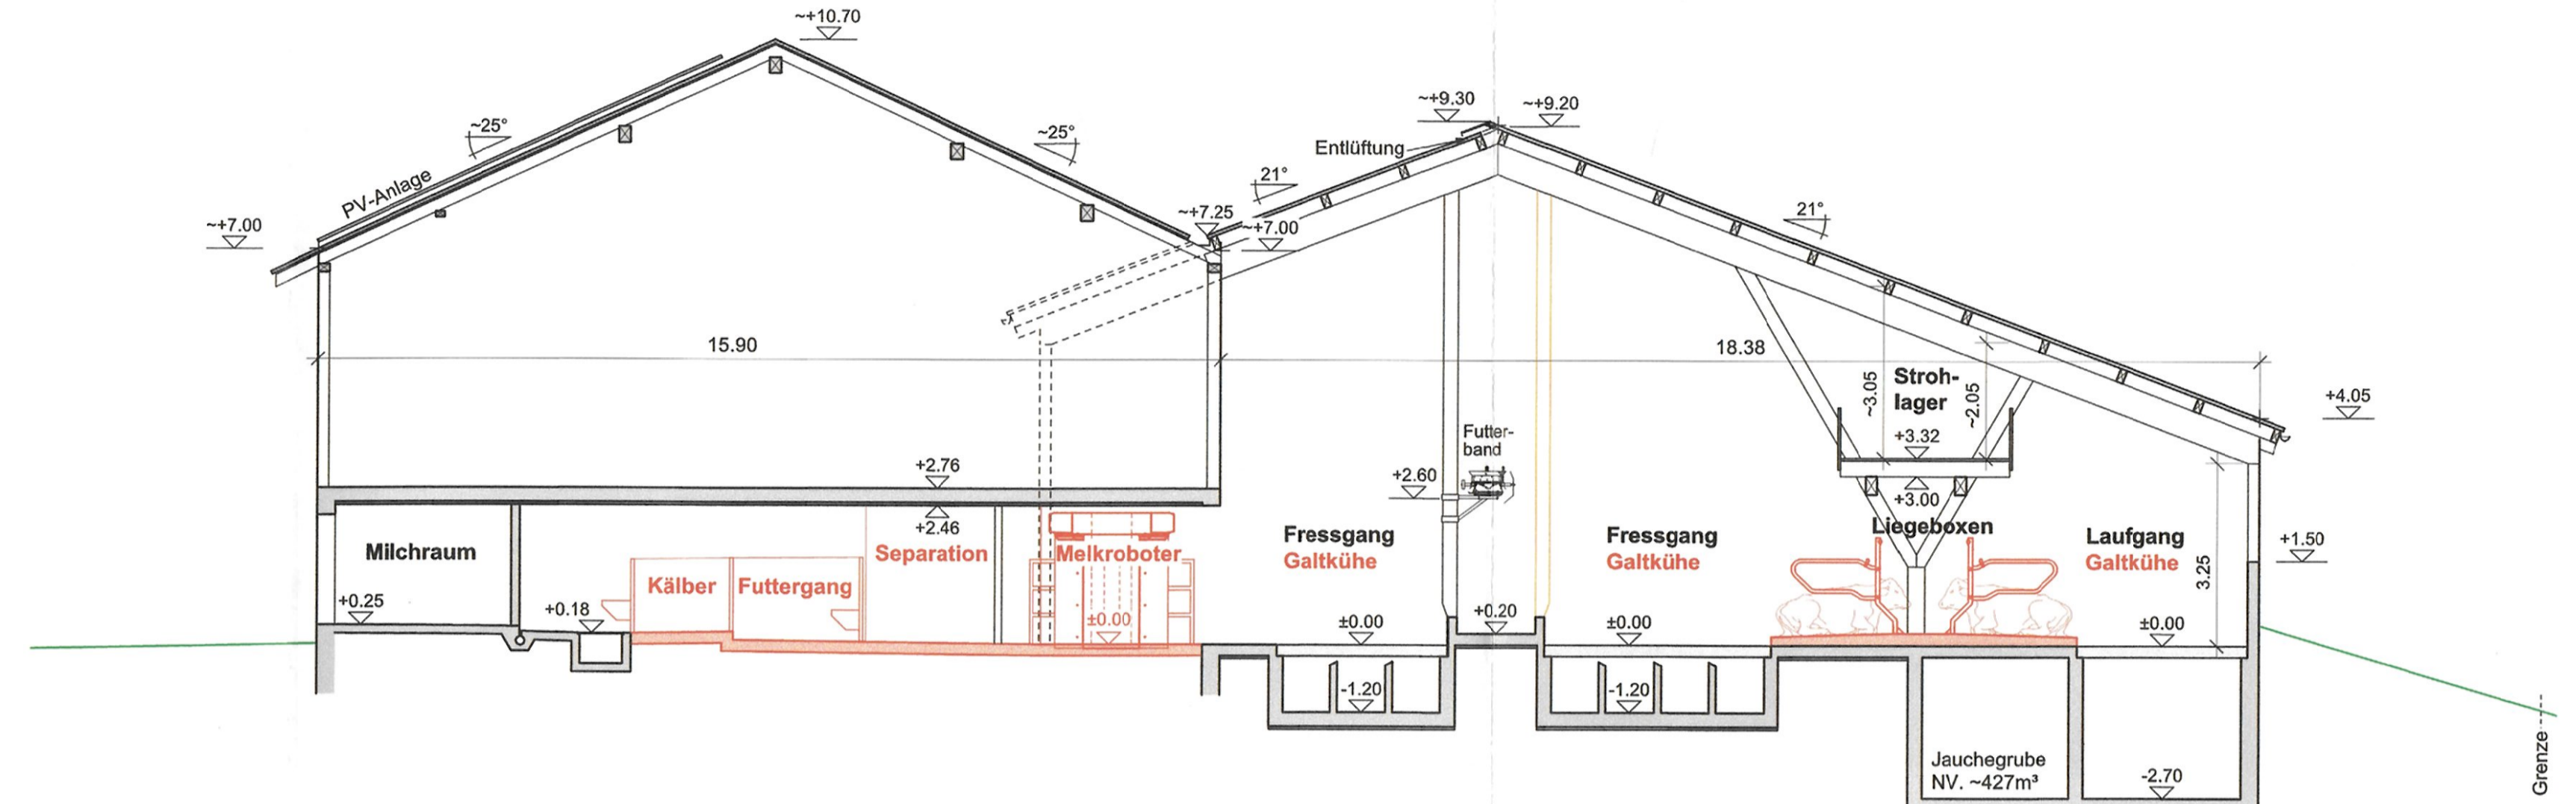 ~+10.70
~25°
~25°
PV-Anlage
~+7.00
~+9.30
~+9.20
Entlüftung
21°
~+7.25
~+7.00
21°
15.90
18.38
~3.05
Stroh-
lager
~2.05
+4.05
+3.32
+3.00
Futter-
band
+2.60
+2.76
+2.46
Milchraum
Separation
Melkroboter
Kälber
Futtergang
Fressgang
Galtkühe
Fressgang
Galtkühe
Liegeboxen
Laufgang
Galtkühe
3.25
+1.50
+0.25
+0.18
±0.00
±0.00
+0.20
±0.00
±0.00
-1.20
-1.20
Jauchegrube
NV. ~427m³
-2.70
Grenze